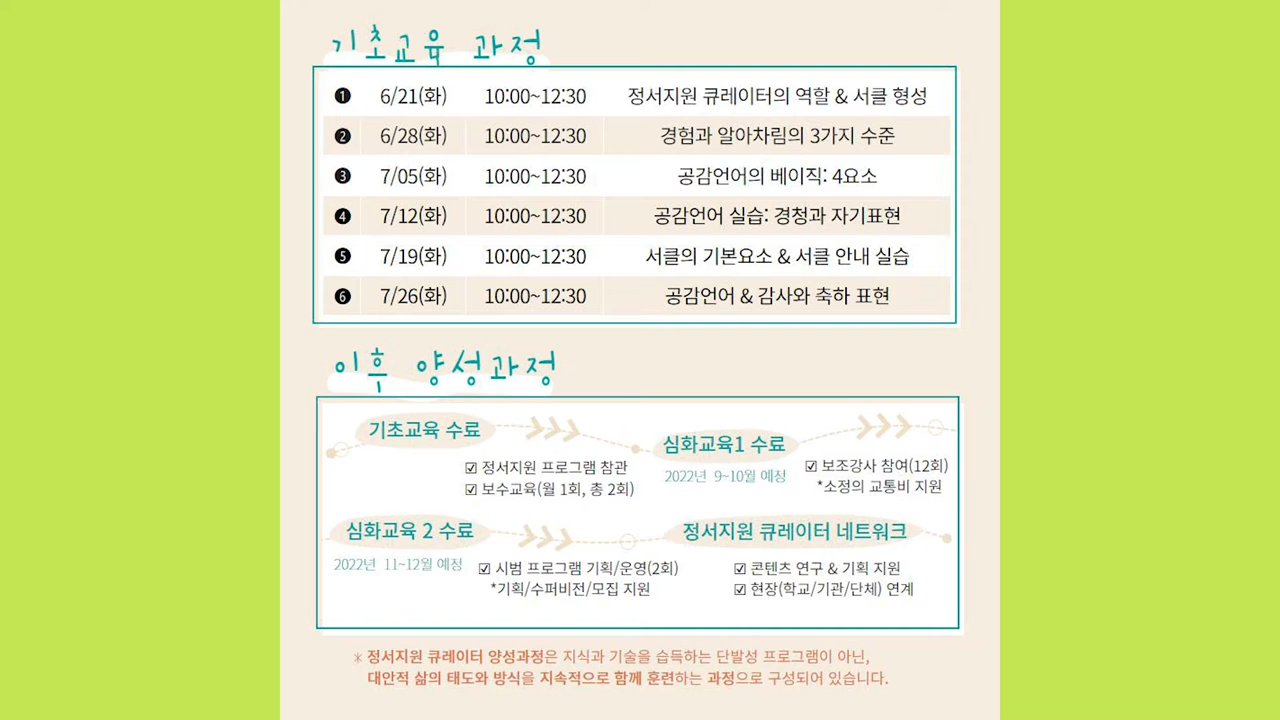 기초교육 과정
❶ 6/21(화) 10:00~12:30 정서지원 큐레이터의 역할 & 서클 형성
❷ 6/28(화) 10:00~12:30 경험과 알아차림의 3가지 수준
❸ 7/05(화) 10:00~12:30 공감언어의 베이직: 4요소
❹ 7/12(화) 10:00~12:30 공감언어 실습: 경청과 자기표현
❺ 7/19(화) 10:00~12:30 서클의 기본요소 & 서클 안내 실습
❻ 7/26(화) 10:00~12:30 공감언어 & 감사와 축하 표현
이후 양성과정
기초교육 수료
☑ 정서지원 프로그램 참관
☑ 보수교육(월 1회, 총 2회)
심화교육1 수료
2022년 9~10월 예정
☑ 보조강사 참여(12회)
*소정의 교통비 지원
심화교육 2 수료
2022년 11~12월 예정
☑ 시범 프로그램 기획/운영(2회)
*기획/수퍼비전/모집 지원
정서지원 큐레이터 네트워크
☑ 콘텐츠 연구 & 기획 지원
☑ 현장(학교/기관/단체) 연계
* 정서지원 큐레이터 양성과정은 지식과 기술을 습득하는 단발성 프로그램이 아닌,
대안적 삶의 태도와 방식을 지속적으로 함께 훈련하는 과정으로 구성되어 있습니다.